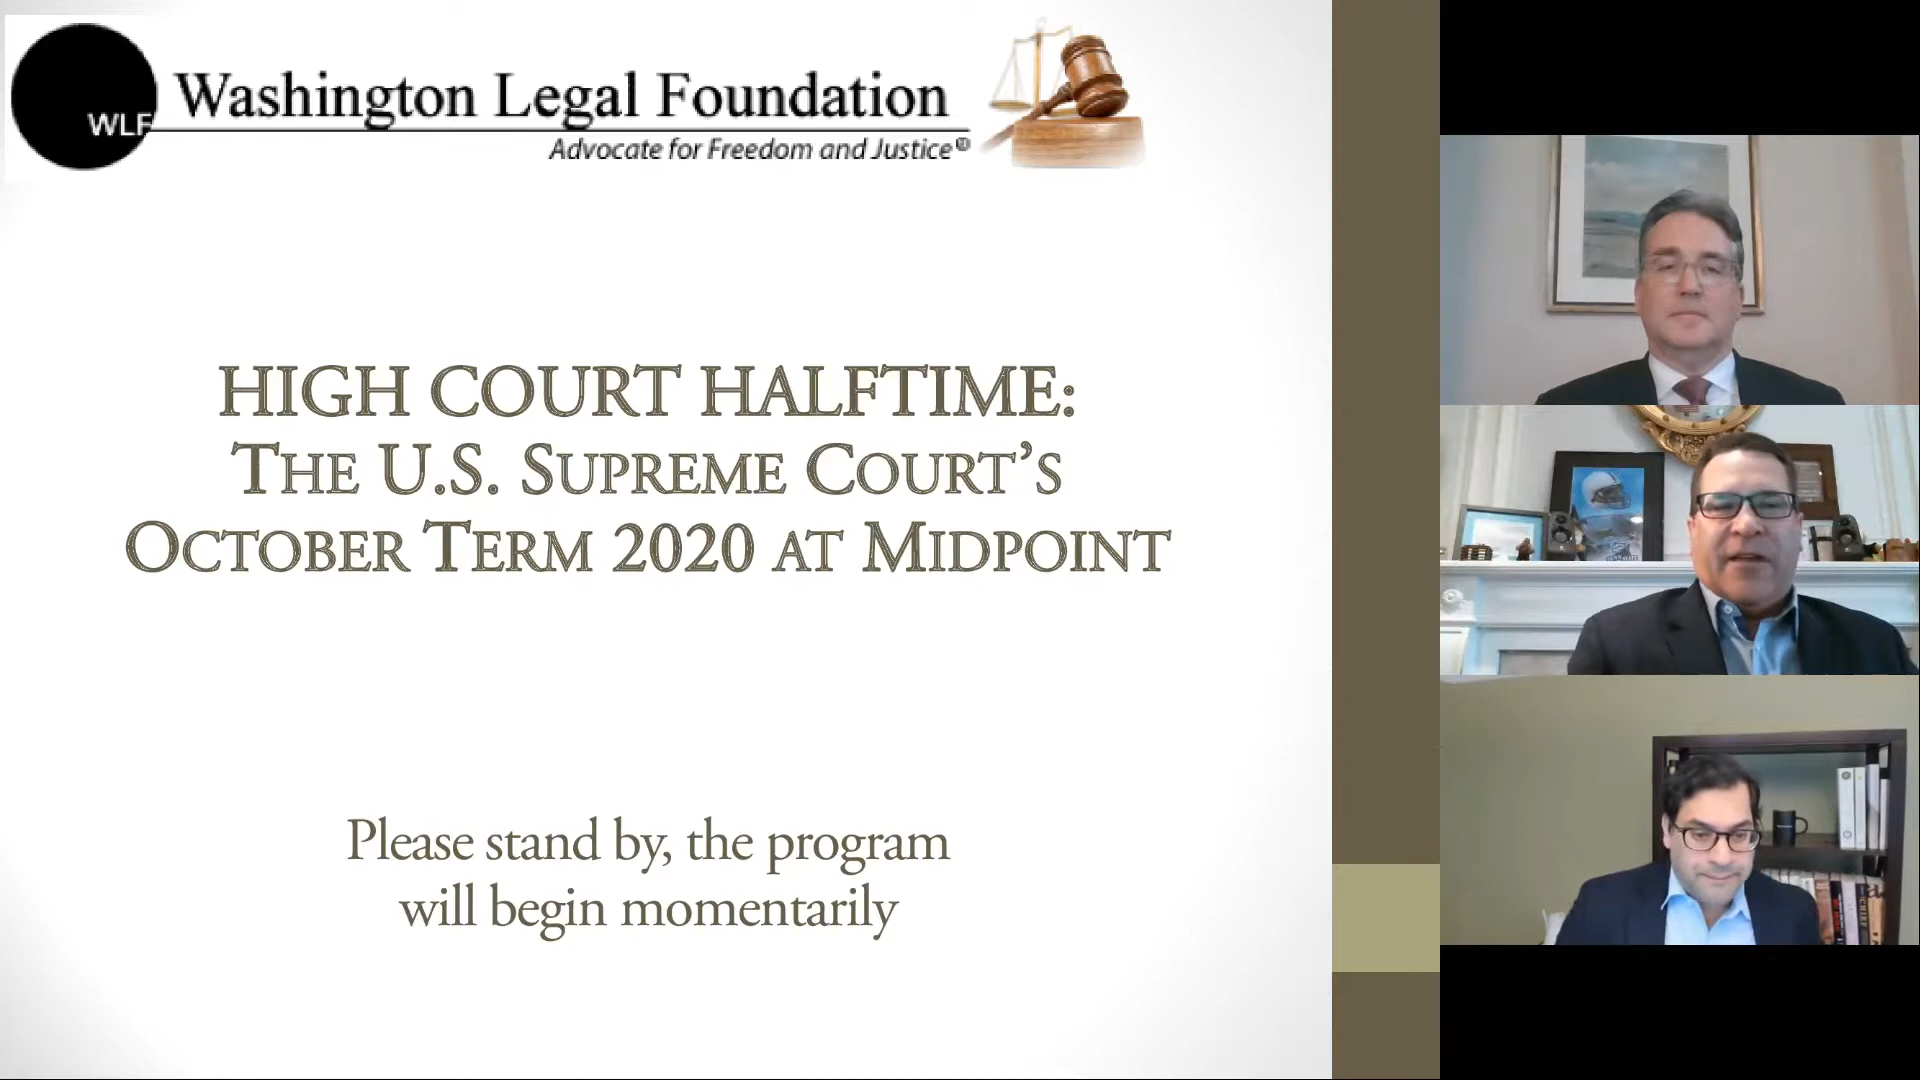 WLF
Washington Legal Foundation
Advocate for Freedom and Justice®
HIGH COURT HALFTIME:
THE U.S. SUPREME COURT’S
OCTOBER TERM 2020 AT MIDPOINT
Please stand by, the program
will begin momentarily